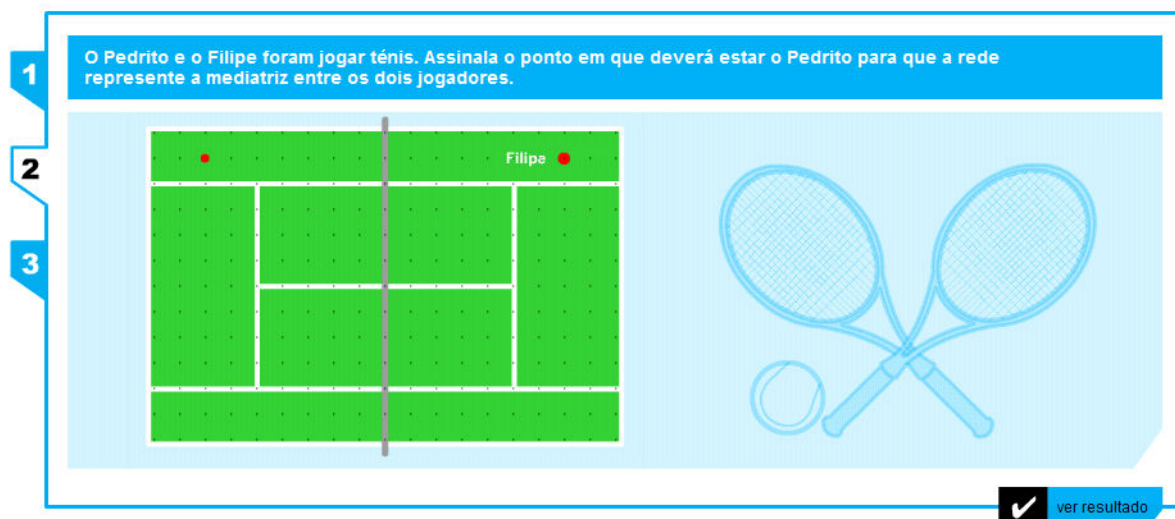 1
O Pedrito e o Filipe foram jogar ténis. Assinala o ponto em que deverá estar o Pedrito para que a rede
represente a mediatriz entre os dois jogadores.
2
Filipe
3
ver resultado